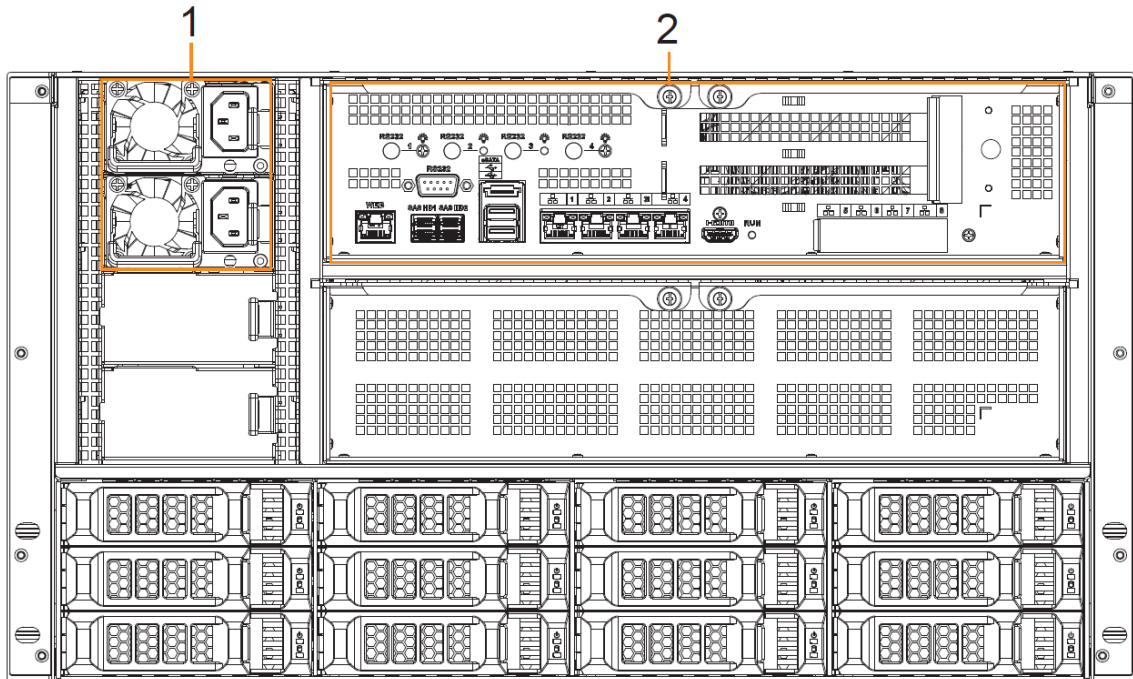 1
2
RS232 1 RS232 2 RS232 3 RS232 4
eSATA
RS232
WEB SAS HD1 SAS HD2 1 2 3 4 RUN 5 6 7 8